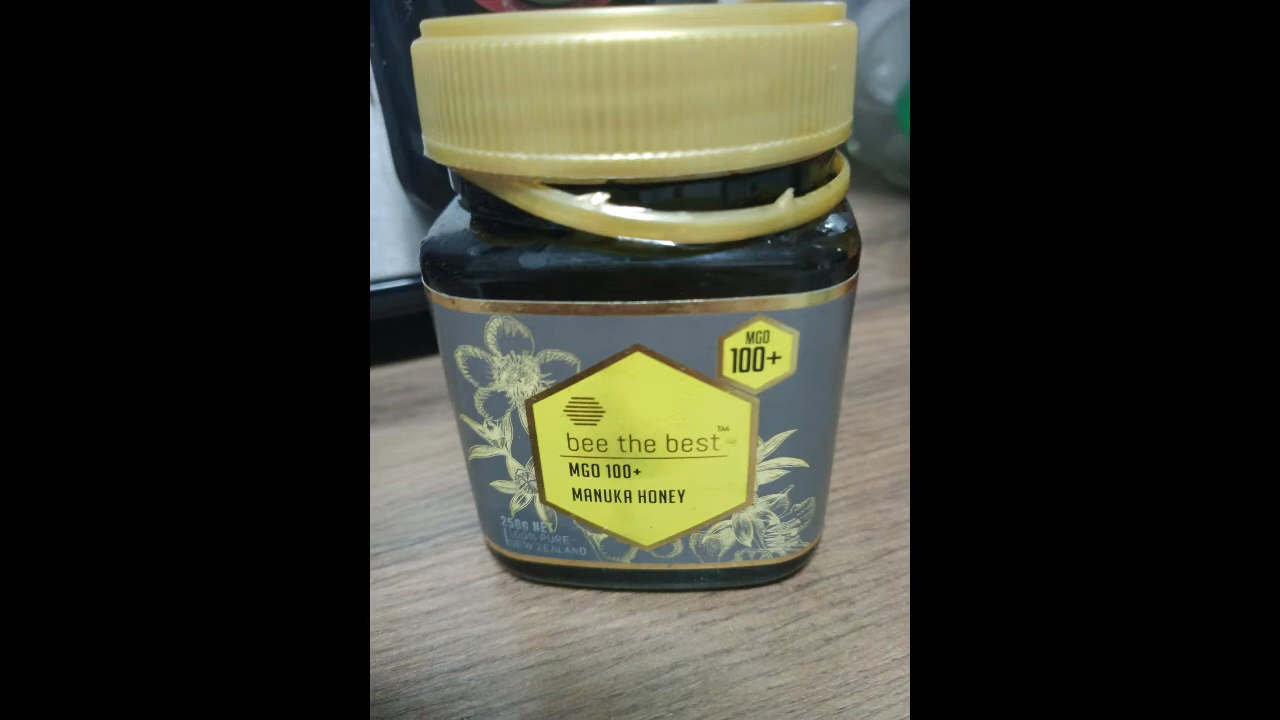 MGO
100+
bee the best™
MGO 100+
MANUKA HONEY
250g NET
100% PURE
NEW ZEALAND